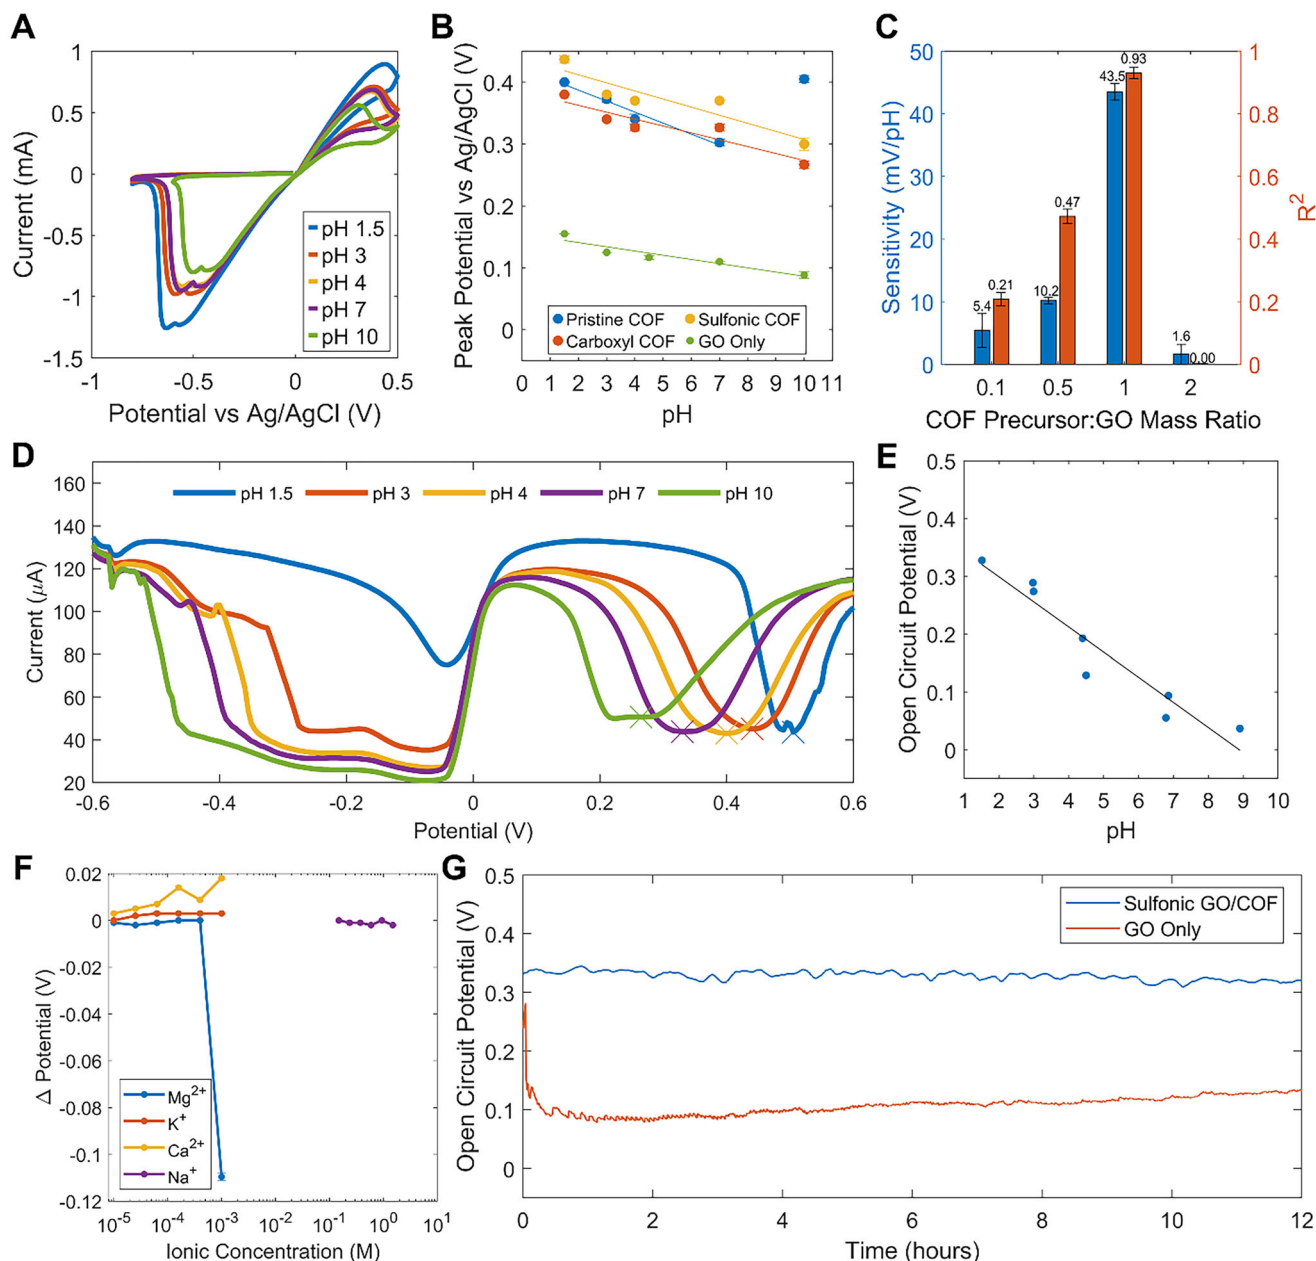 A
Current (mA)
1
0.5
0
-0.5
-1
-1.5
-1
-0.5
0
0.5
Potential vs Ag/AgCl (V)
pH 1.5
pH 3
pH 4
pH 7
pH 10
B
Peak Potential vs Ag/AgCl (V)
0.4
0.3
0.2
0.1
0
0 1 2 3 4 5 6 7 8 9 10 11
pH
Pristine COF
Sulfonic COF
Carboxyl COF
GO Only
C
Sensitivity (mV/pH)
50
40
30
20
10
0
5.4
0.21
10.2
0.47
43.5
0.93
1.6
0.00
1
0.8
0.6
0.4
0.2
0
R2
0.1 0.5 1 2
COF Precursor:GO Mass Ratio
D
Current (μA)
160
140
120
100
80
60
40
20
pH 1.5 pH 3 pH 4 pH 7 pH 10
-0.6 -0.4 -0.2 0 0.2 0.4 0.6
Potential (V)
E
Open Circuit Potential (V)
0.5
0.4
0.3
0.2
0.1
0
1 2 3 4 5 6 7 8 9 10
pH
F
Δ Potential (V)
0.02
0
-0.02
-0.04
-0.06
-0.08
-0.1
-0.12
Mg2+
K+
Ca2+
Na+
10-5 10-4 10-3 10-2 10-1 100 101
Ionic Concentration (M)
G
Open Circuit Potential (V)
0.5
0.4
0.3
0.2
0.1
0
Sulfonic GO/COF
GO Only
0 2 4 6 8 10 12
Time (hours)